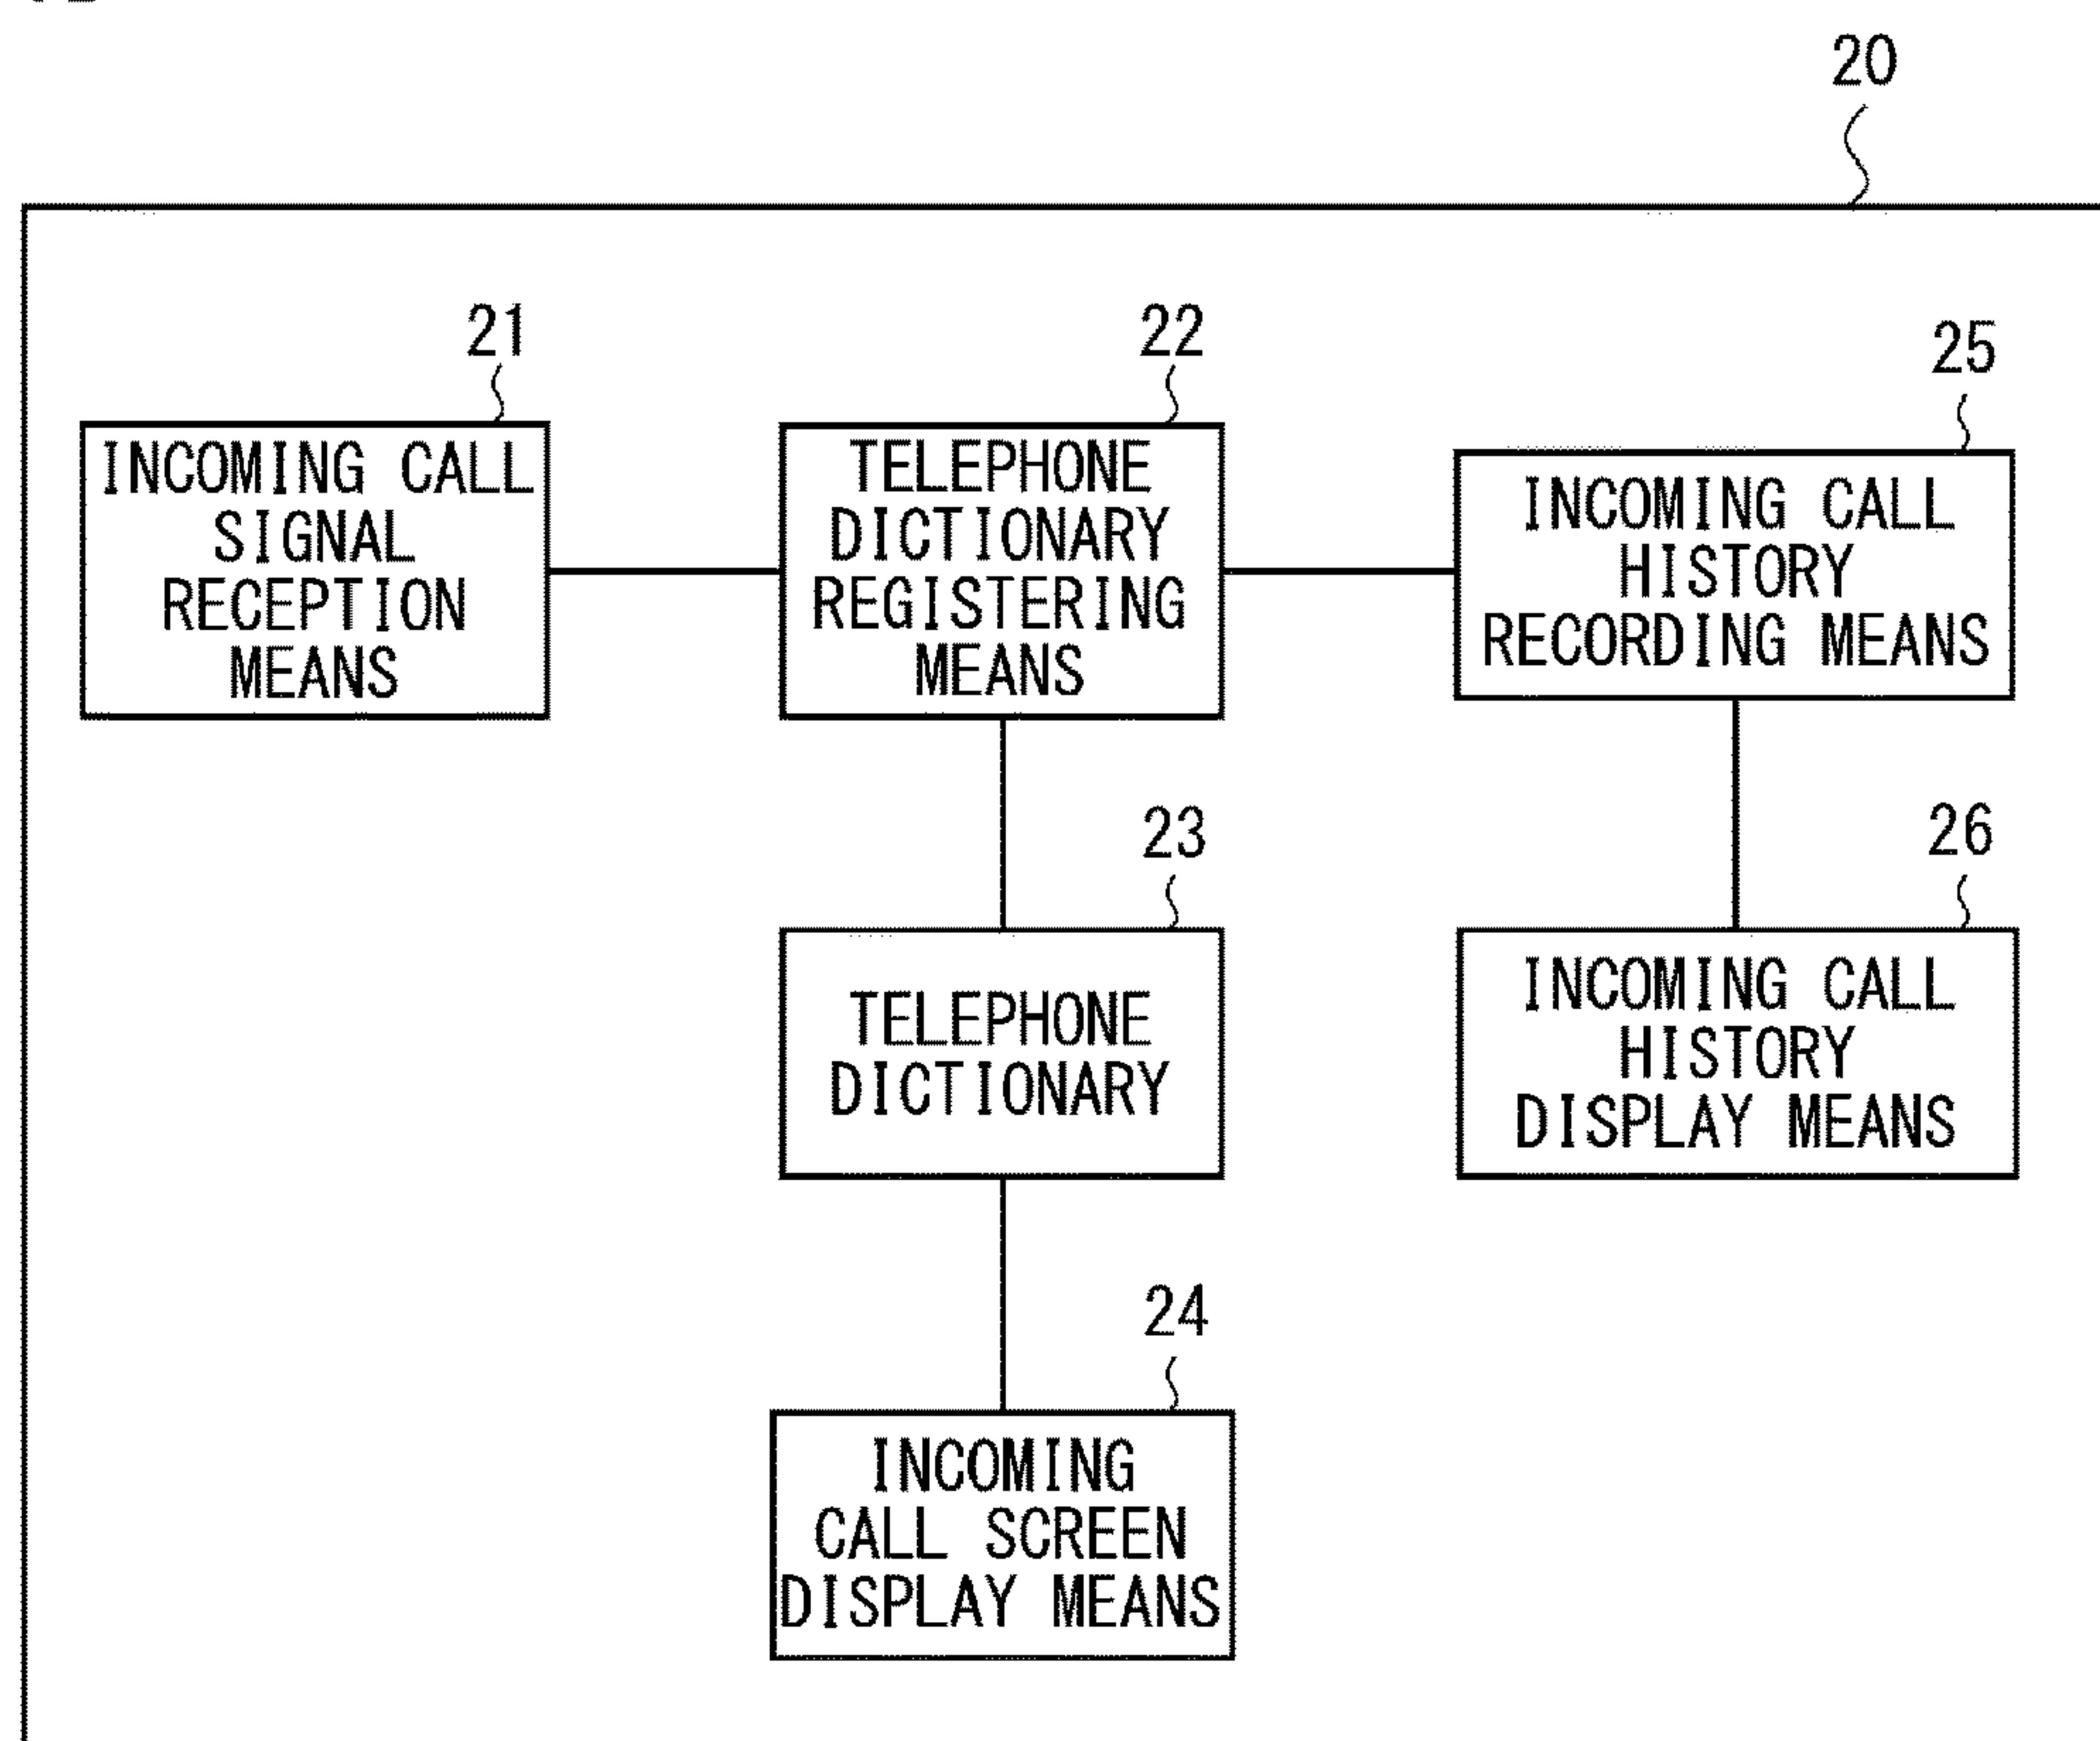 20
21
INCOMING CALL
SIGNAL
RECEPTION
MEANS
22
TELEPHONE
DICTIONARY
REGISTERING
MEANS
25
INCOMING CALL
HISTORY
RECORDING MEANS
23
TELEPHONE
DICTIONARY
26
INCOMING CALL
HISTORY
DISPLAY MEANS
24
INCOMING
CALL SCREEN
DISPLAY MEANS